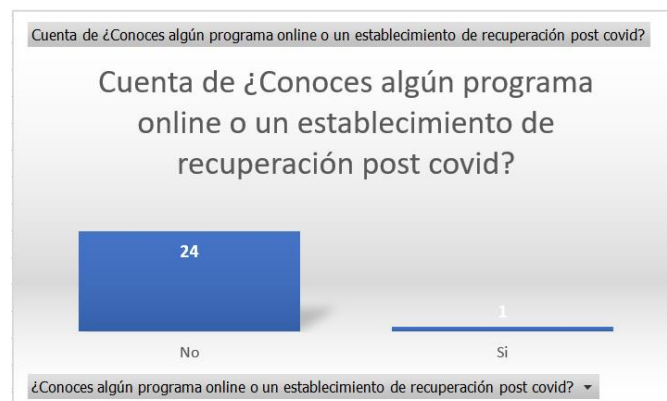 Cuenta de ¿Conoces algún programa online o un establecimiento de recuperación post covid?
Cuenta de ¿Conoces algún programa
online o un establecimiento de
recuperación post covid?
24
1
No
Si
¿Conoces algún programa online o un establecimiento de recuperación post covid?